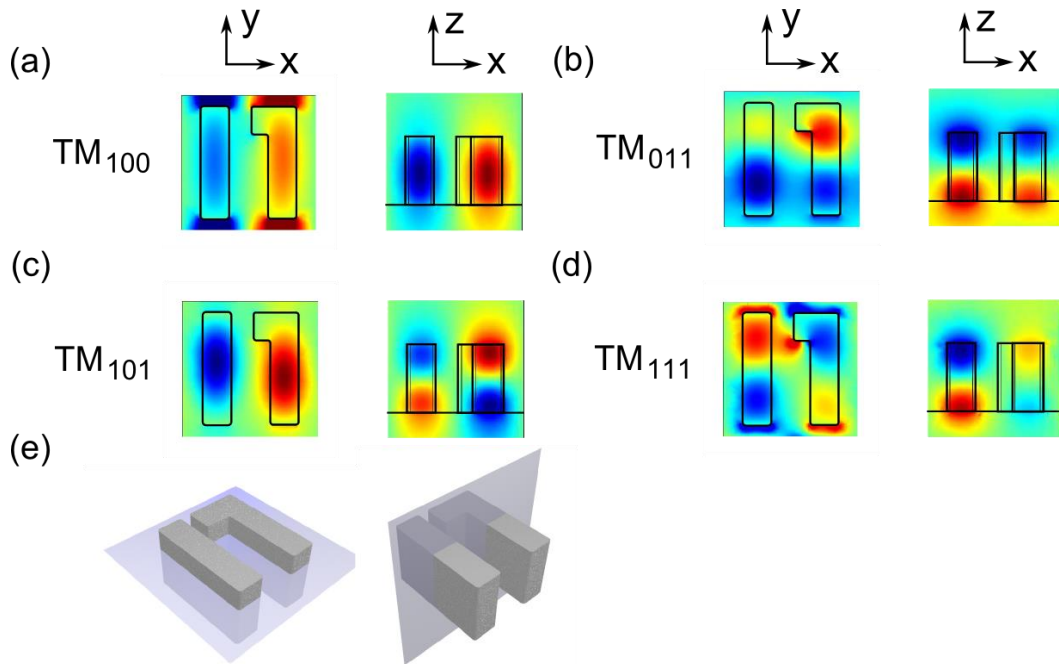 y z y z
(a) x x (b) x x
TM100 TM011
(c) (d)
TM101 TM111
(e)